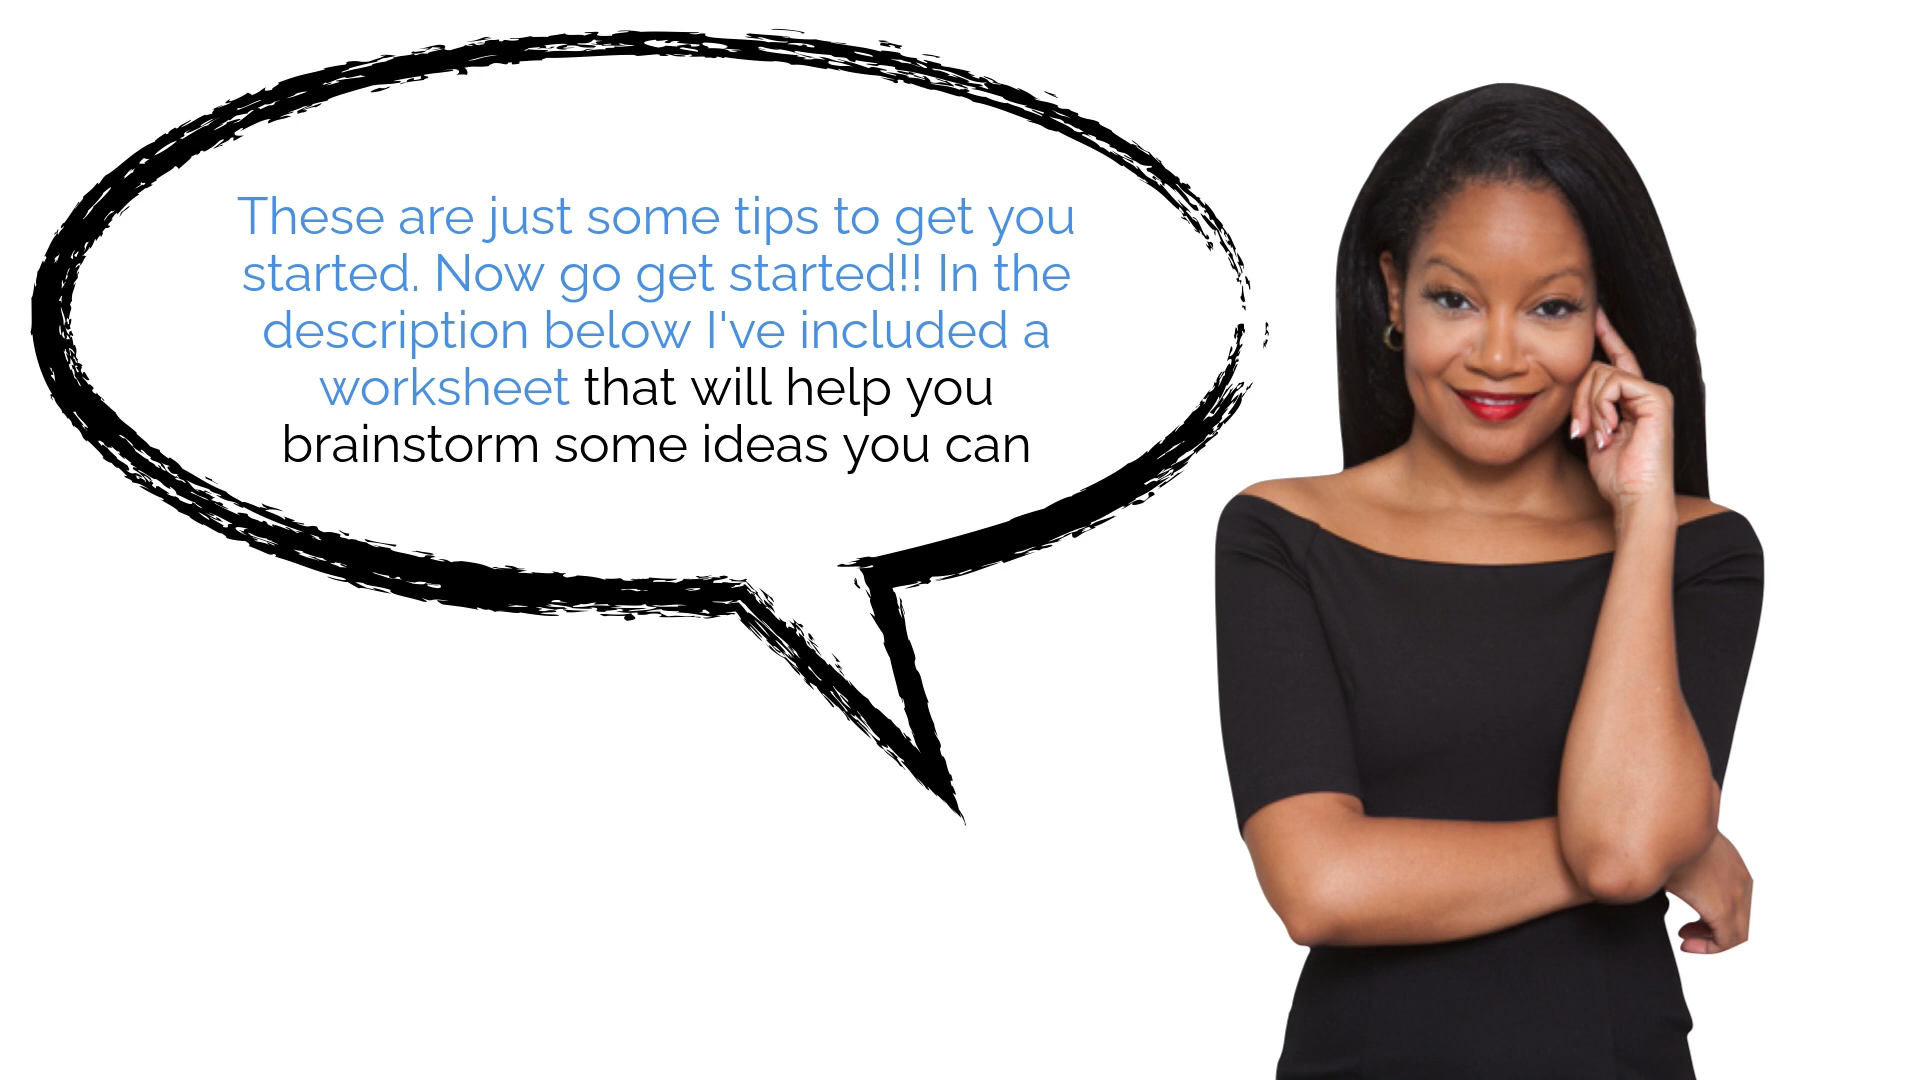 These are just some tips to get you
started. Now go get started!! In the
description below I've included a
worksheet that will help you
brainstorm some ideas you can